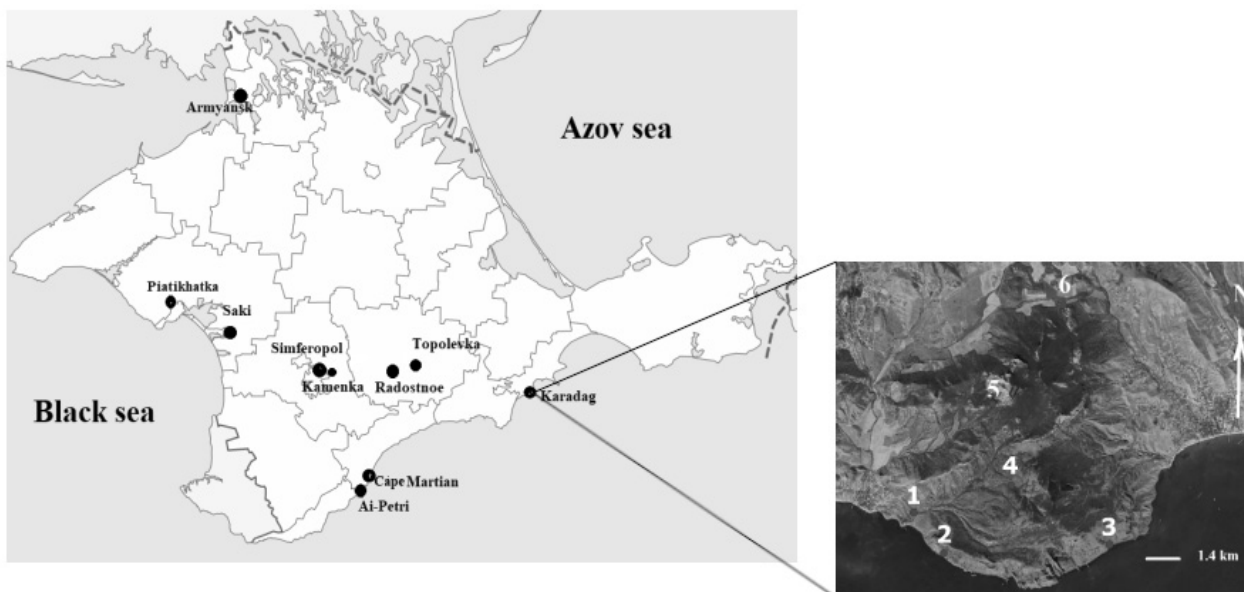 Armyansk
Azov sea
Piatikhatka
Saki
Simferopol
Topolevka
Kamenka
Radostnoe
Karadag
Black sea
Cape Martian
Ai-Petri
6
N
5
4
1
2
3
1.4 km